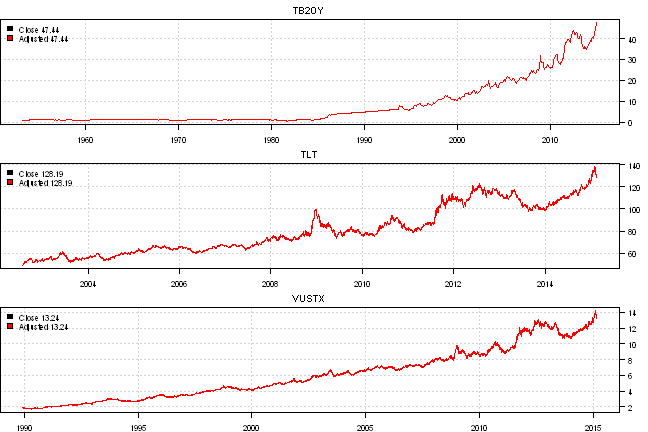 TB20Y
Close 47.44
Adjusted 47.44
40
30
20
10
0
1960 1970 1980 1990 2000 2010
TLT
Close 128.19
Adjusted 128.19
140
120
100
80
60
2004 2006 2008 2010 2012 2014
VUSTX
Close 13.24
Adjusted 13.24
14
12
10
8
6
4
2
1990 1995 2000 2005 2010 2015